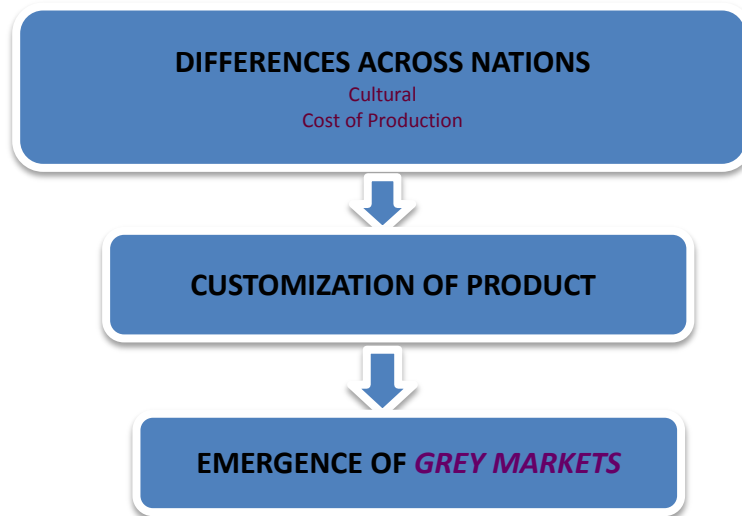 DIFFERENCES ACROSS NATIONS
Cultural
Cost of Production
CUSTOMIZATION OF PRODUCT
EMERGENCE OF GREY MARKETS